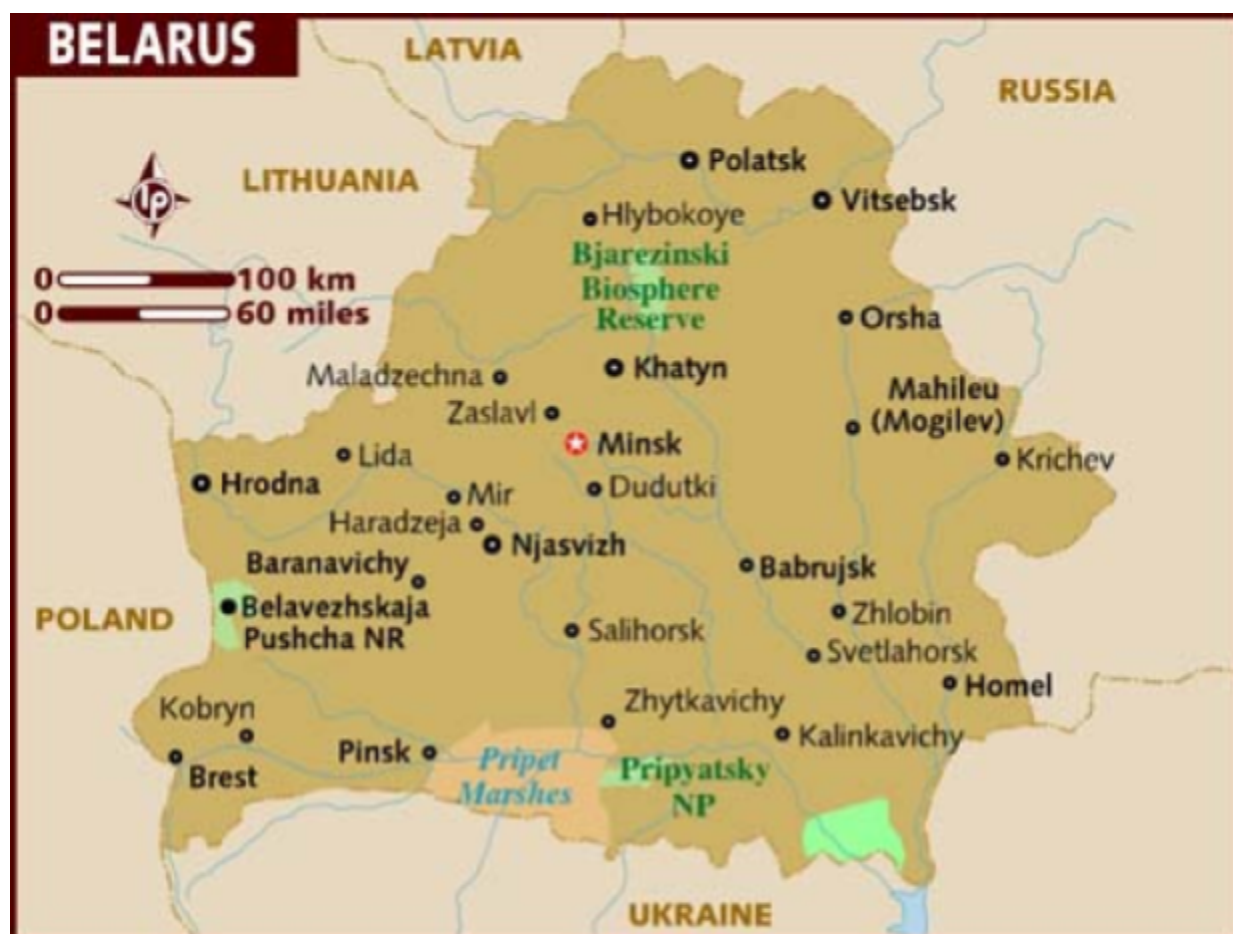 BELARUS
LATVIA
RUSSIA
LITHUANIA
lp
Polatsk
Vitsebsk
Hlybokoye
Bjarezinski
Biosphere
Reserve
0 100 km
0 60 miles
Orsha
Khatyn
Maladzechna
Mahileu
(Mogilev)
Zaslavl
Minsk
Lida
Krichev
Hrodna
Mir
Dudutki
Haradzeja
Njasvizh
Baranavichy
Babrujsk
POLAND
Belavezhskaja
Pushcha NR
Zhlobin
Salihorsk
Svetlahorsk
Homel
Zhytkavichy
Kobryn
Kalinkavichy
Pinsk
Brest
Pripet
Marshes
Pripyatsky
NP
UKRAINE